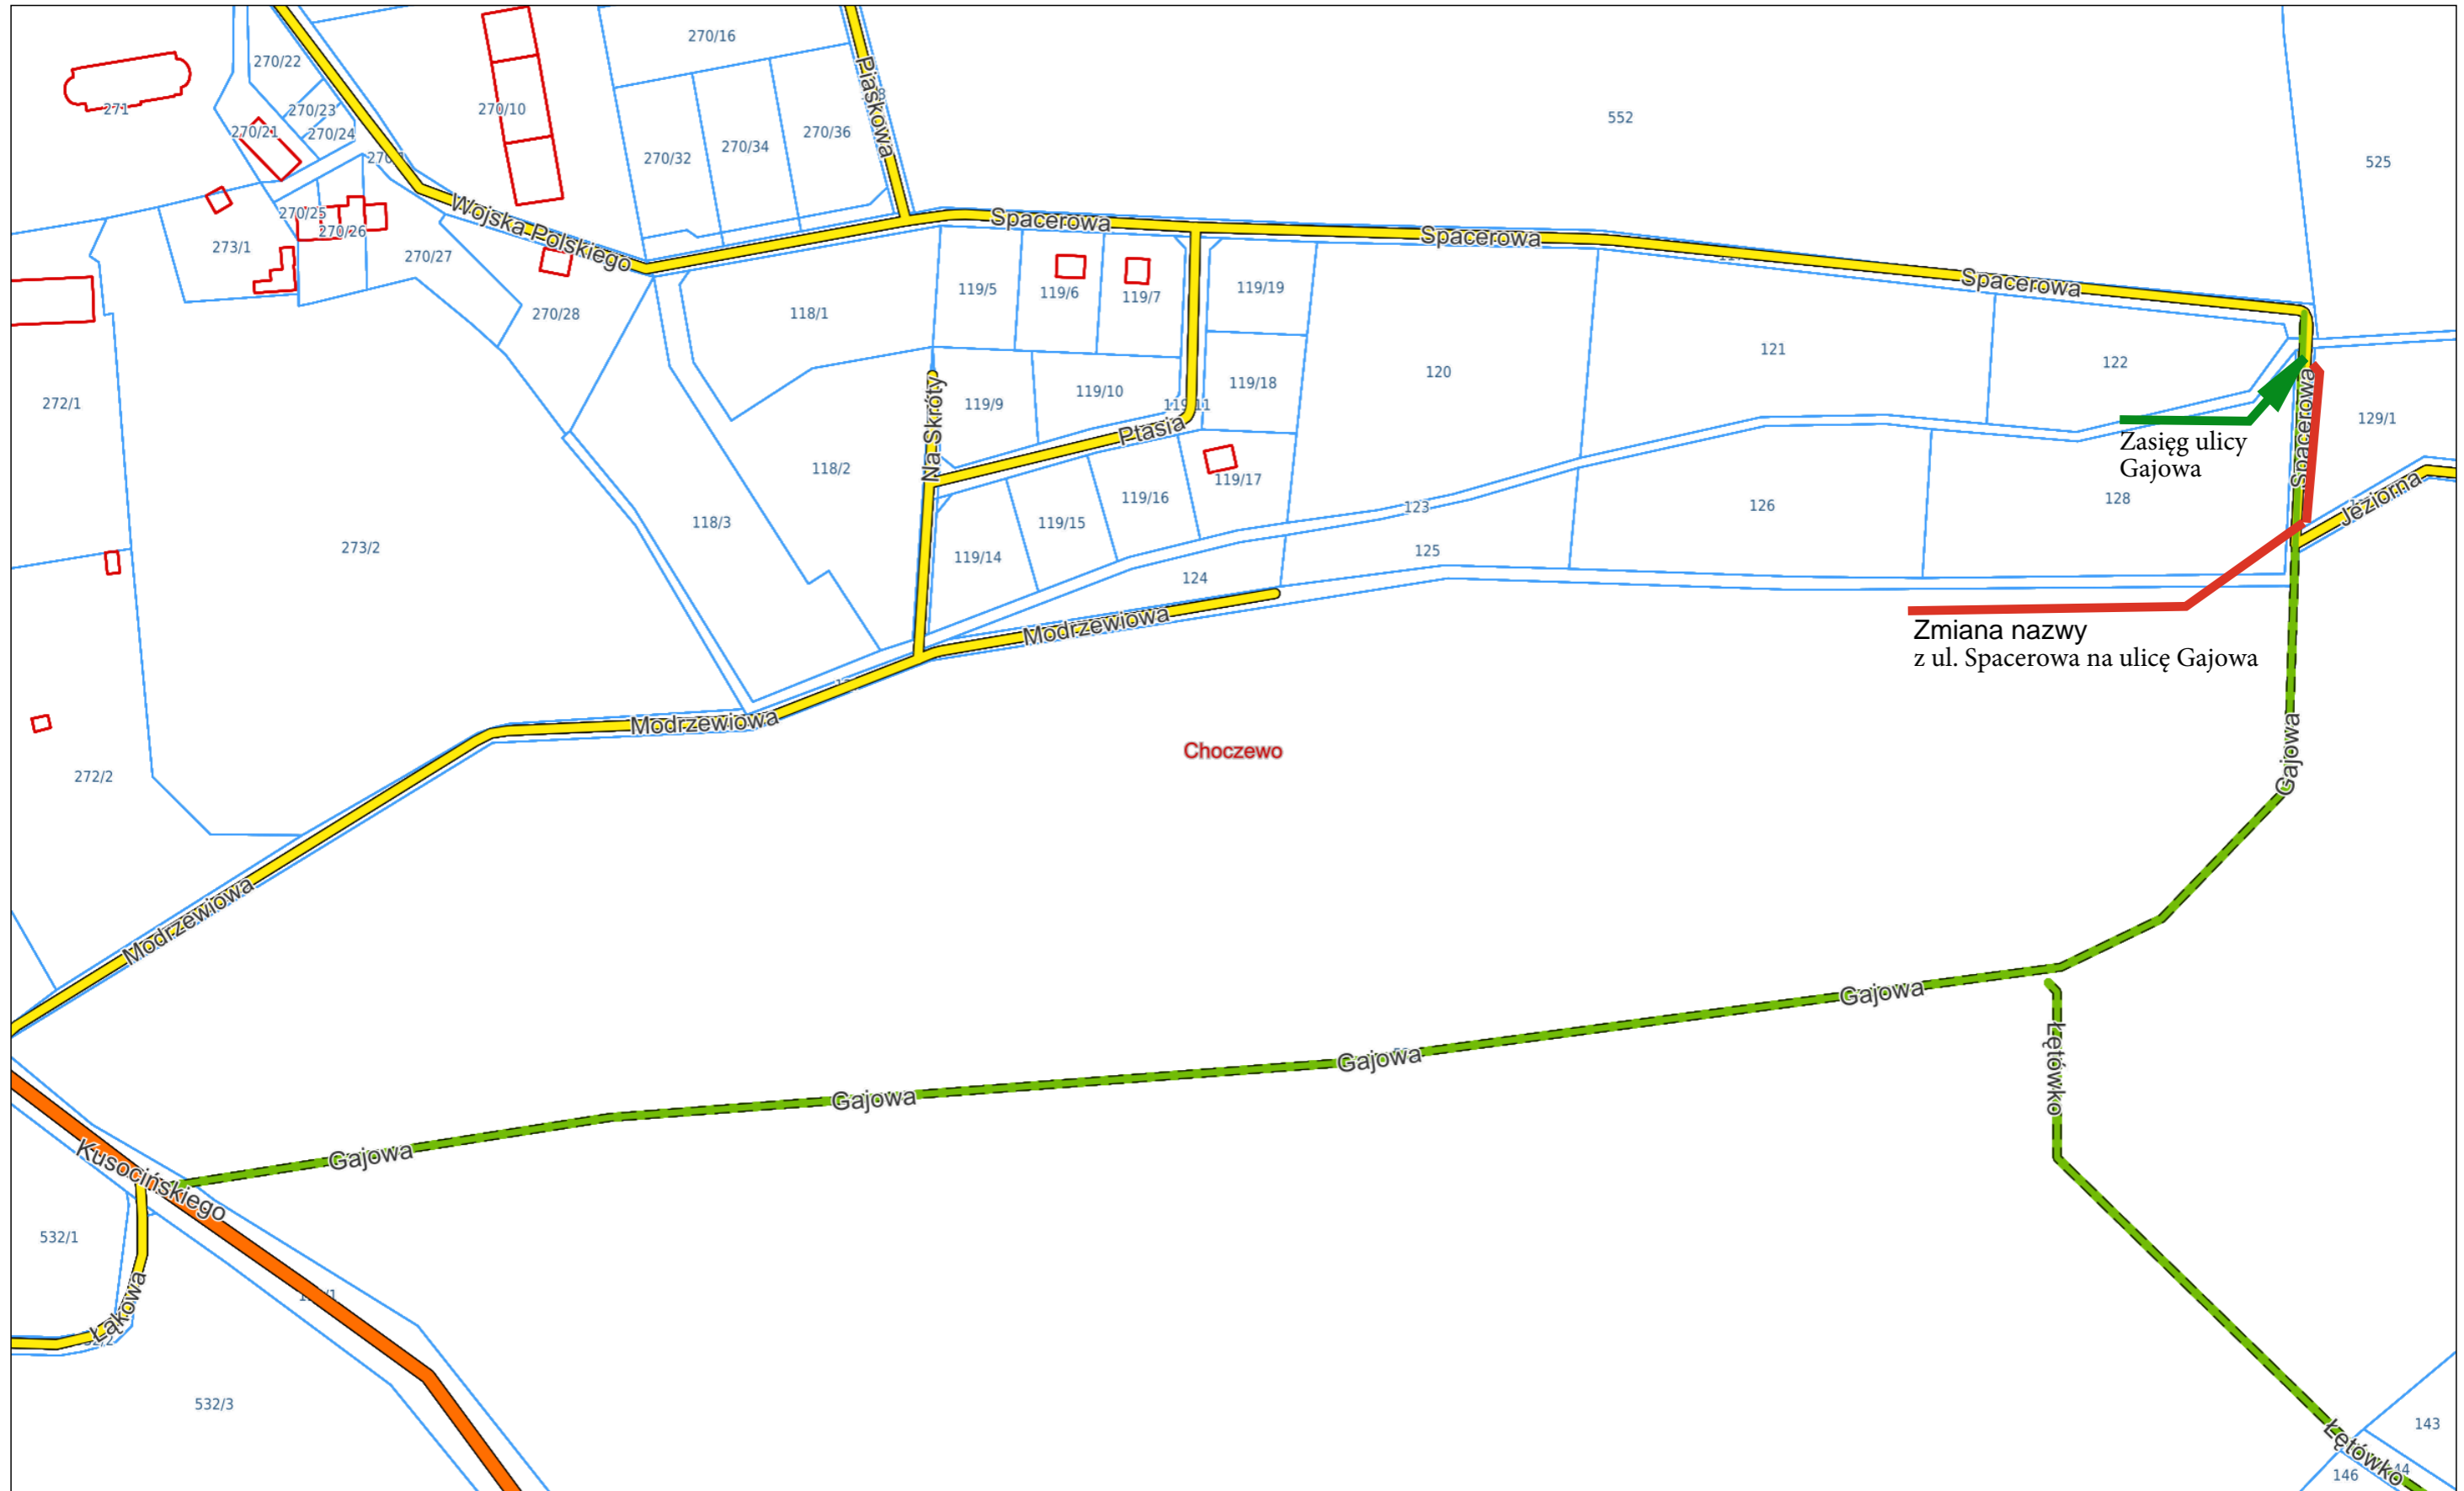 270/16
270/22
271
270/23
270/21
270/24
270/10
Piaskowa
270/36
270/34
270/32
552
525
270/25
270/26
273/1
270/27
Wojska Polskiego
Spacerowa
Spacerowa
Spacerowa
270/28
118/1
119/5
119/6
119/7
119/19
120
121
122
272/1
Na Skróty
119/9
119/10
119/11
119/18
Ptasia
Spacerowa
129/1
Zasięg ulicy
Gajowa
118/2
118/3
119/14
119/15
119/16
119/17
123
126
128
Jeziorna
273/2
124
125
Modrzewiowa
Zmiana nazwy
z ul. Spacerowa na ulicę Gajowa
Modrzewiowa
Choczewo
Gajowa
272/2
Modrzewiowa
Gajowa
Gajowa
Gajowa
Gajowa
Łętówko
Kusocińskiego
532/1
Łąkowa
532/3
143
Łętówko
146